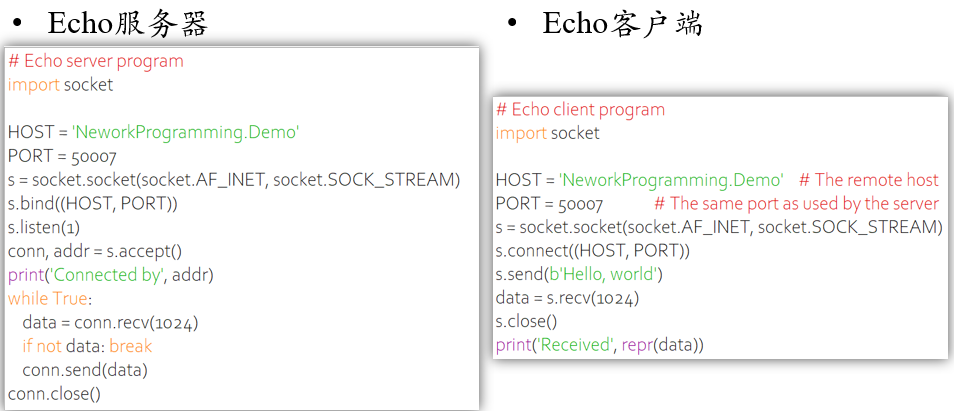 • Echo服务器
# Echo server program
import socket

HOST = 'NeworkProgramming.Demo'
PORT = 50007
s = socket.socket(socket.AF_INET, socket.SOCK_STREAM)
s.bind((HOST, PORT))
s.listen(1)
conn, addr = s.accept()
print('Connected by', addr)
while True:
    data = conn.recv(1024)
    if not data: break
    conn.send(data)
conn.close()
• Echo客户端
# Echo client program
import socket

HOST = 'NeworkProgramming.Demo'   # The remote host
PORT = 50007   # The same port as used by the server
s = socket.socket(socket.AF_INET, socket.SOCK_STREAM)
s.connect((HOST, PORT))
s.send(b'Hello, world')
data = s.recv(1024)
s.close()
print('Received', repr(data))